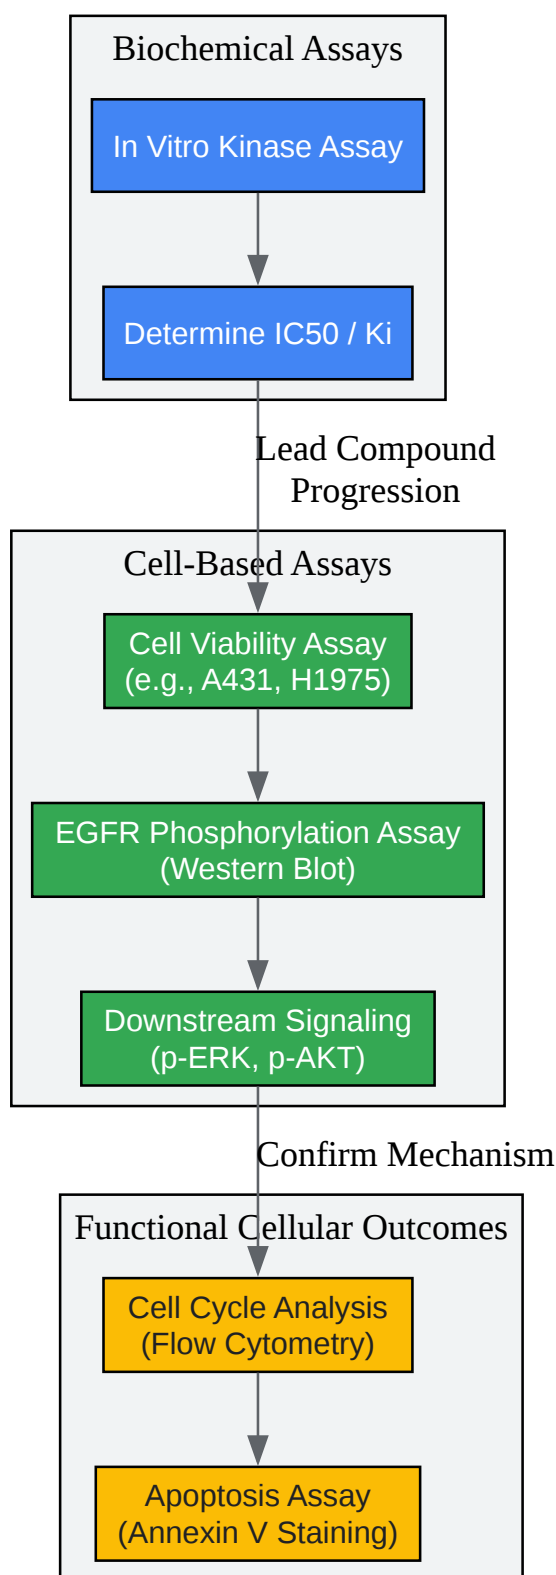 Biochemical Assays
In Vitro Kinase Assay
Determine IC50 / Ki
Lead Compound
Progression
Cell-Based Assays
Cell Viability Assay
(e.g., A431, H1975)
EGFR Phosphorylation Assay
(Western Blot)
Downstream Signaling
(p-ERK, p-AKT)
Confirm Mechanism
Functional Cellular Outcomes
Cell Cycle Analysis
(Flow Cytometry)
Apoptosis Assay
(Annexin V Staining)